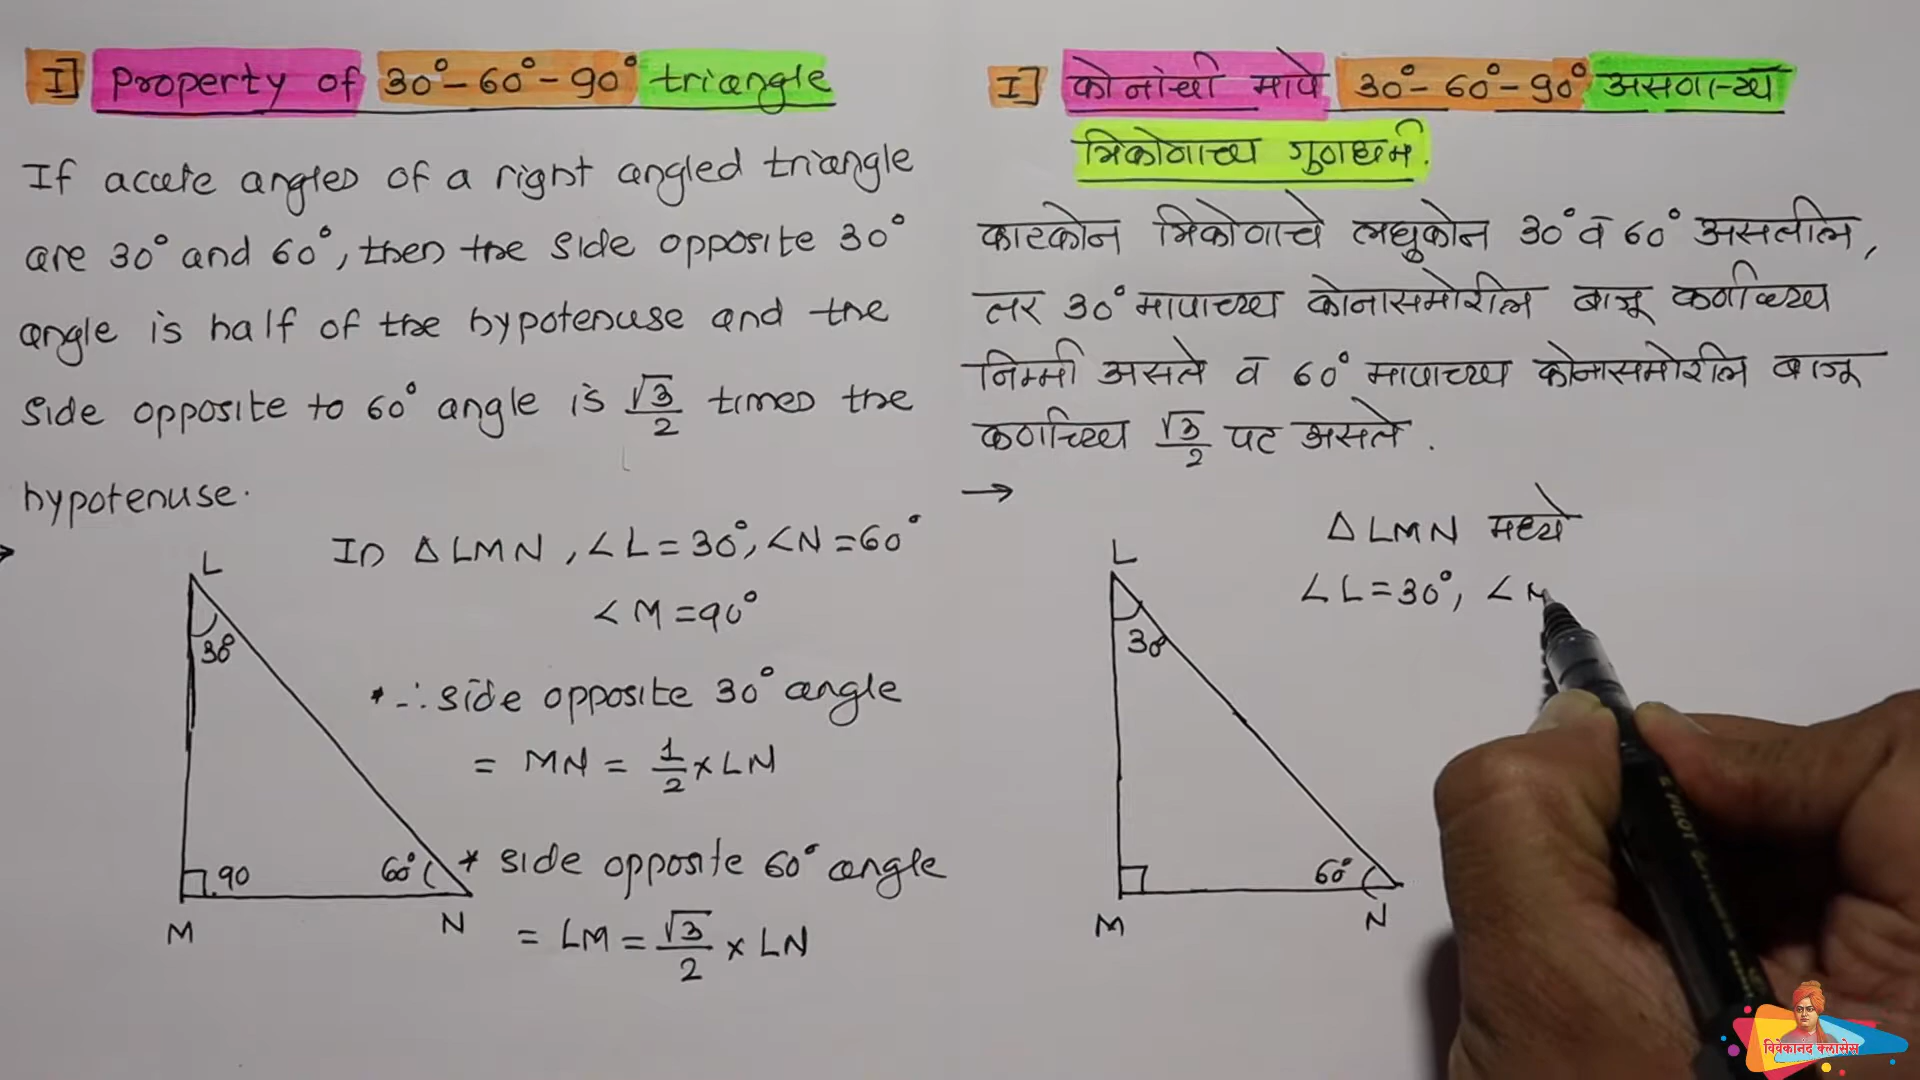 I] Property of 30°-60°-90° triangle
If acute angles of a right angled triangle
are 30° and 60°, then the side opposite 30°
angle is half of the hypotenuse and the
side opposite to 60° angle is √3/2 times the
hypotenuse.
In Δ LMN, ∠L=30°, ∠N=60°
∠M=90°
* ∴ side opposite 30° angle
= MN = 1/2 × LN
* side opposite 60° angle
= LM = √3/2 × LN
L
30°
90
60°
M
N
I] कोनांची मापे 30°-60°-90° असणाऱ्या
त्रिकोणाचा गुणधर्म.
काटकोन त्रिकोणाचे लघुकोन 30° व 60° असतील,
तर 30° मापाच्या कोनासमोरील बाजू कर्णाच्या
निम्मी असते व 60° मापाच्या कोनासमोरील बाजू
कर्णाच्या √3/2 पट असते.
→
Δ LMN मध्ये
∠L=30°, ∠M
L
30°
60°
M
N
विवेकानंद क्लासेस